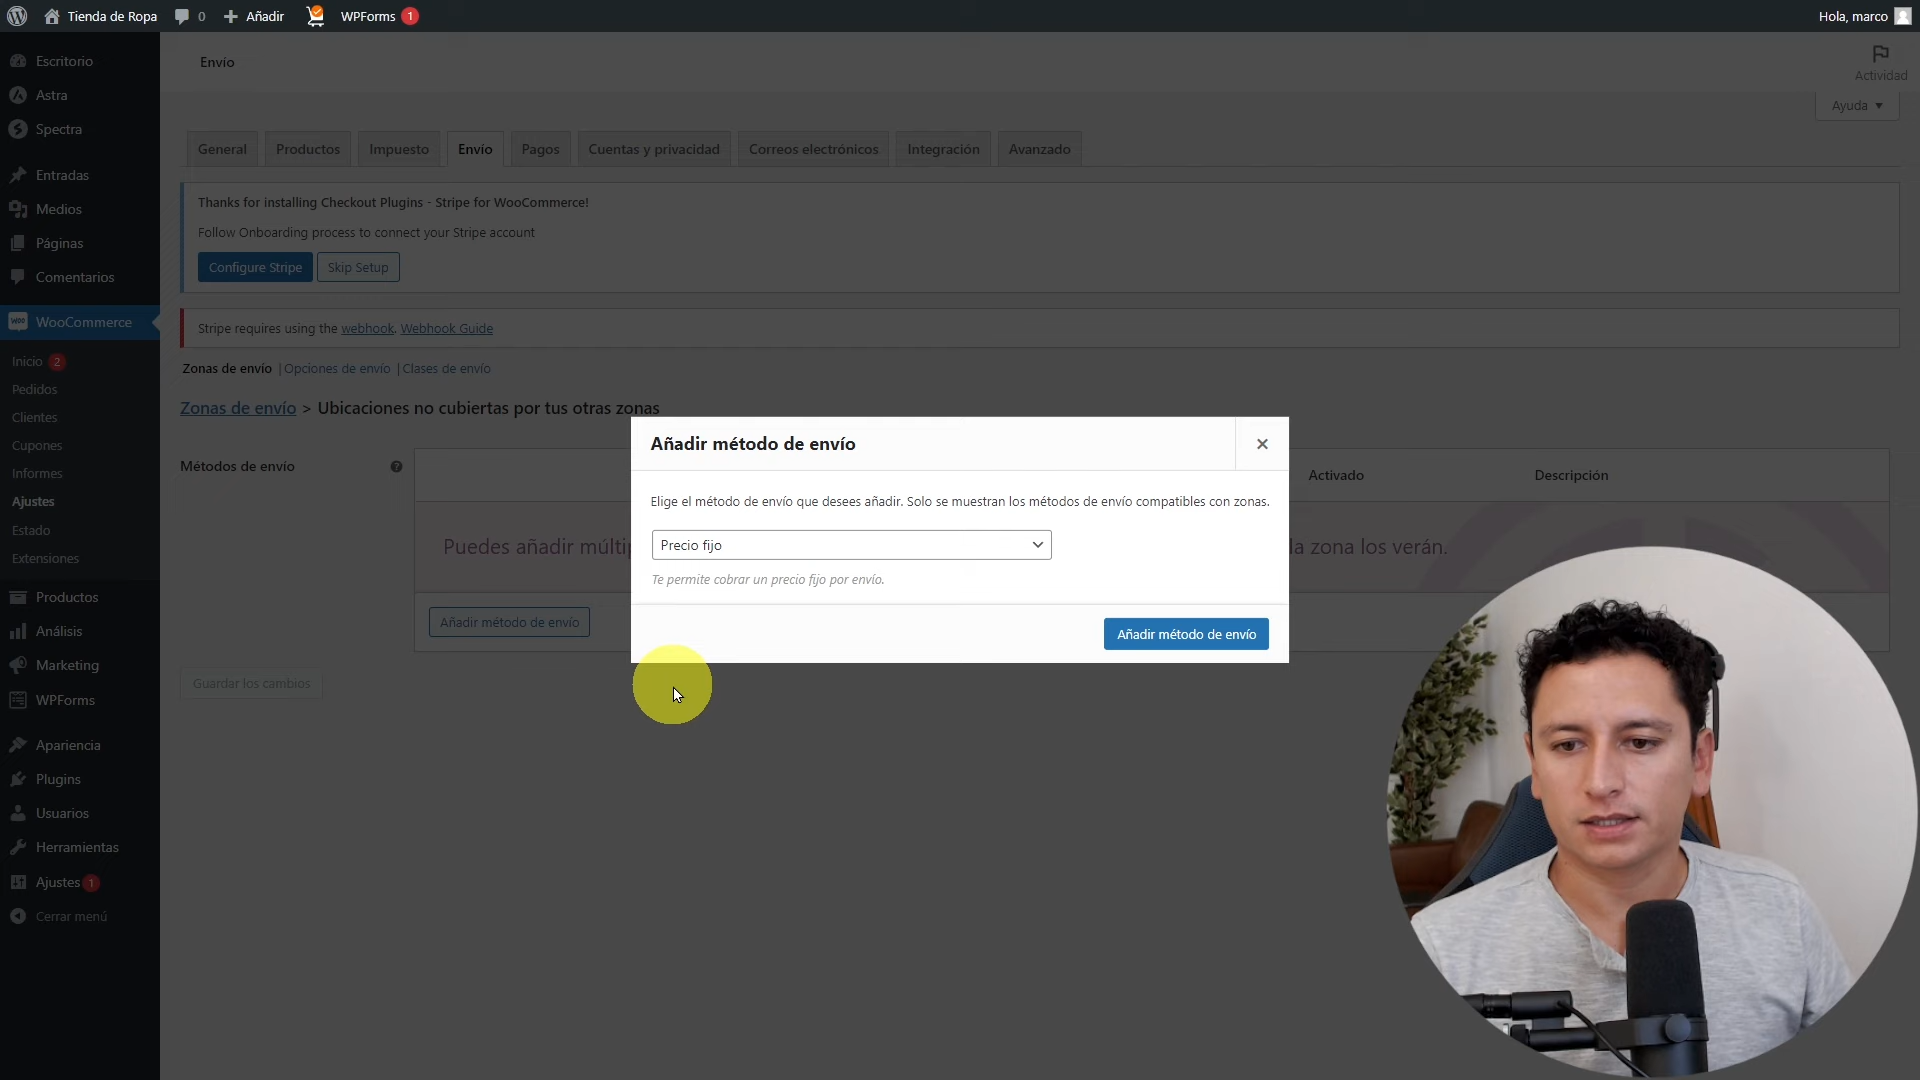 Tienda de Ropa
0
Añadir
WPForms 1
Hola, marco
Escritorio
Astra
Spectra
Entradas
Medios
Páginas
Comentarios
WooCommerce
Inicio 2
Pedidos
Clientes
Cupones
Informes
Ajustes
Estado
Extensiones
Productos
Análisis
Marketing
WPForms
Apariencia
Plugins
Usuarios
Herramientas
Ajustes 1
Cerrar menú
Envío
Actividad
Ayuda
General
Productos
Impuesto
Envío
Pagos
Cuentas y privacidad
Correos electrónicos
Integración
Avanzado
Thanks for installing Checkout Plugins - Stripe for WooCommerce!
Follow Onboarding process to connect your Stripe account
Configure Stripe
Skip Setup
Stripe requires using the webhook. Webhook Guide
Zonas de envío | Opciones de envío | Clases de envío
Zonas de envío > Ubicaciones no cubiertas por tus otras zonas
Métodos de envío
Activado
Descripción
Puedes añadir múltip
la zona los verán.
Añadir método de envío
Guardar los cambios
Añadir método de envío
Elige el método de envío que desees añadir. Solo se muestran los métodos de envío compatibles con zonas.
Precio fijo
Te permite cobrar un precio fijo por envío.
Añadir método de envío